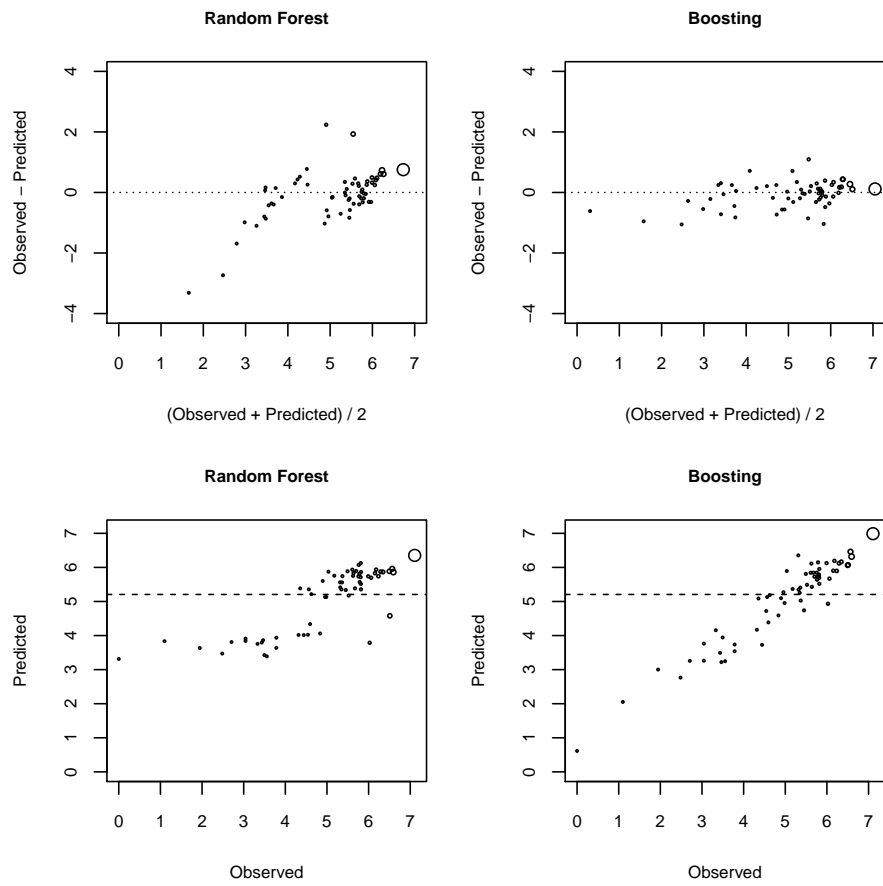 Random Forest
Observed − Predicted
4
2
0
−2
−4
0 1 2 3 4 5 6 7
(Observed + Predicted) / 2
Boosting
Observed − Predicted
4
2
0
−2
−4
0 1 2 3 4 5 6 7
(Observed + Predicted) / 2
Random Forest
Predicted
7
6
5
4
3
2
1
0
0 1 2 3 4 5 6 7
Observed
Boosting
Predicted
7
6
5
4
3
2
1
0
0 1 2 3 4 5 6 7
Observed